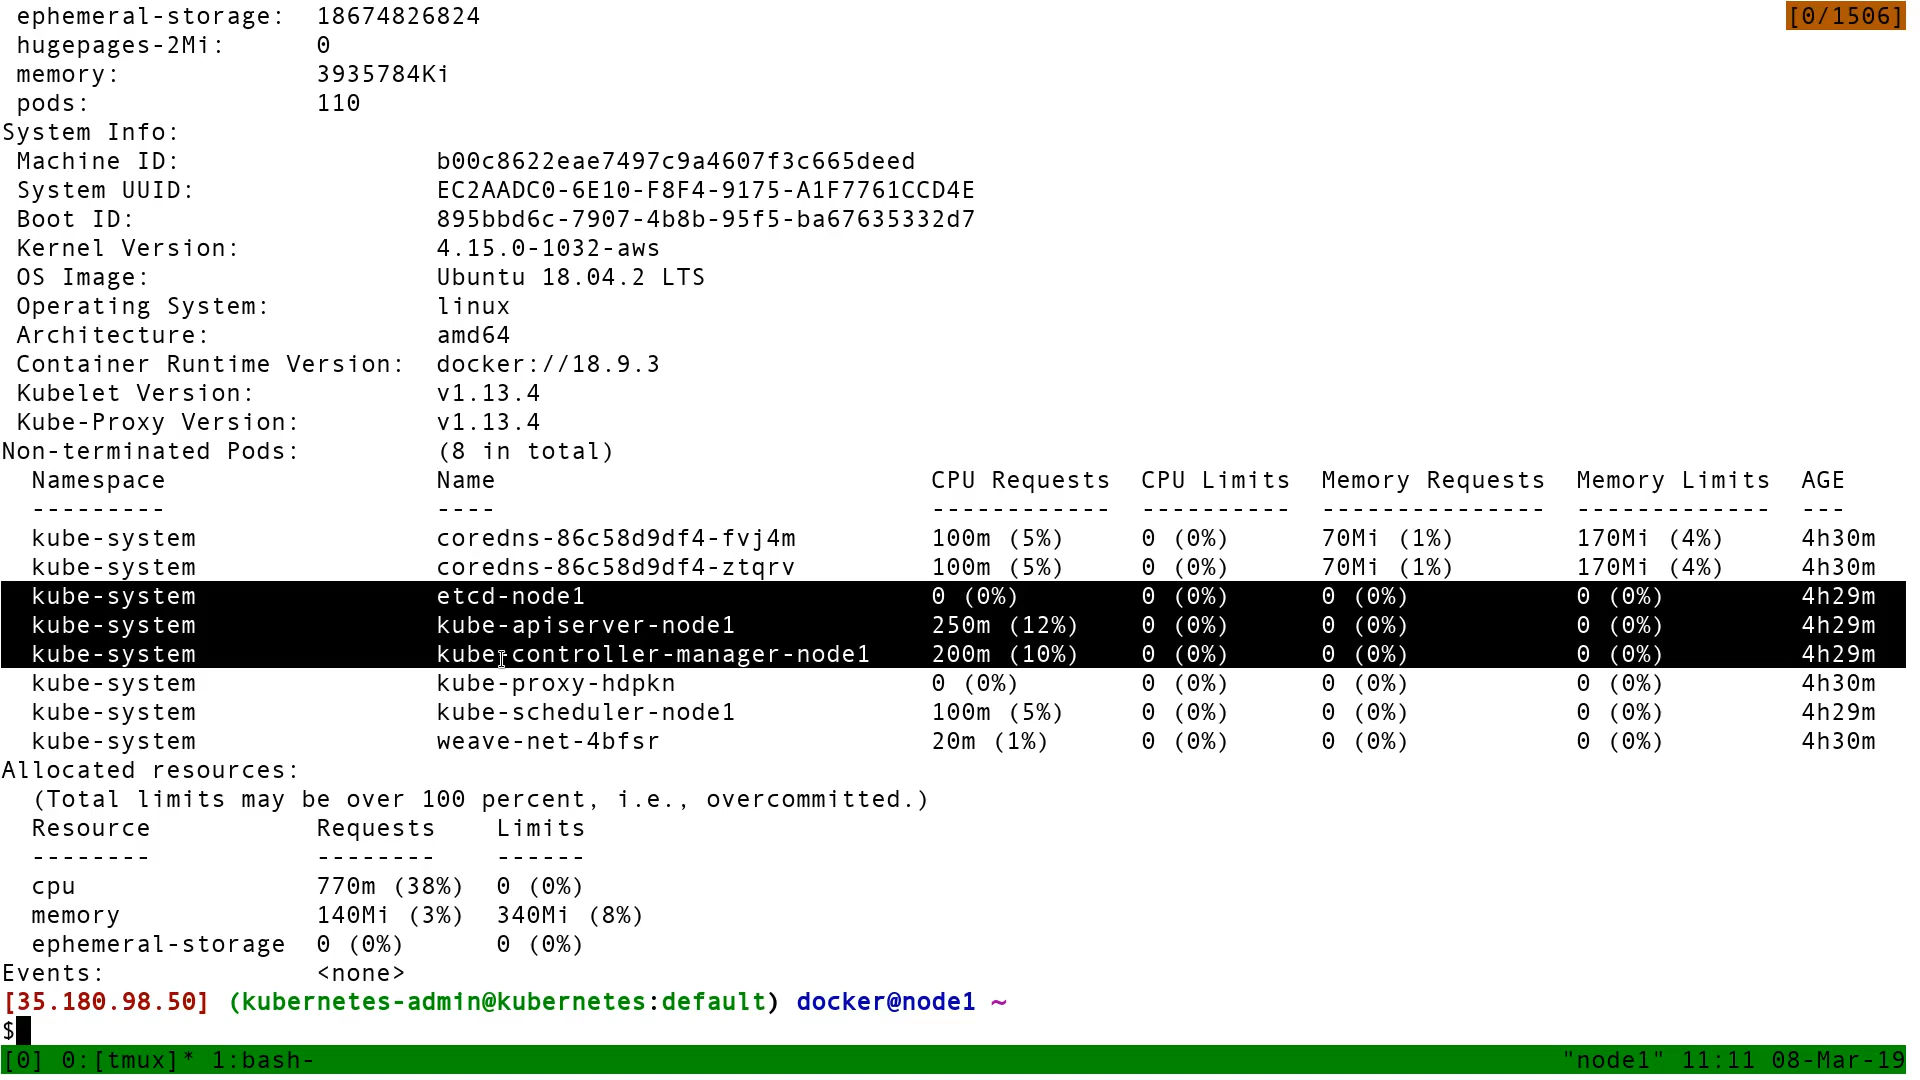 ephemeral-storage:  18674826824 [0/1506]
hugepages-2Mi:      0
memory:             3935784Ki
pods:               110
System Info:
Machine ID:                 b00c8622eae7497c9a4607f3c665deed
System UUID:                EC2AADC0-6E10-F8F4-9175-A1F7761CCD4E
Boot ID:                    895bbd6c-7907-4b8b-95f5-ba67635332d7
Kernel Version:             4.15.0-1032-aws
OS Image:                   Ubuntu 18.04.2 LTS
Operating System:           linux
Architecture:               amd64
Container Runtime Version:  docker://18.9.3
Kubelet Version:            v1.13.4
Kube-Proxy Version:         v1.13.4
Non-terminated Pods:         (8 in total)
Namespace                  Name                             CPU Requests  CPU Limits  Memory Requests  Memory Limits  AGE
---------                  ----                             ------------  ----------  ---------------  -------------  ---
kube-system                coredns-86c58d9df4-fvj4m         100m (5%)     0 (0%)      70Mi (1%)        170Mi (4%)     4h30m
kube-system                coredns-86c58d9df4-ztqrv         100m (5%)     0 (0%)      70Mi (1%)        170Mi (4%)     4h30m
kube-system                etcd-node1                       0 (0%)        0 (0%)      0 (0%)           0 (0%)         4h29m
kube-system                kube-apiserver-node1             250m (12%)    0 (0%)      0 (0%)           0 (0%)         4h29m
kube-system                kube-controller-manager-node1    200m (10%)    0 (0%)      0 (0%)           0 (0%)         4h29m
kube-system                kube-proxy-hdpkn                 0 (0%)        0 (0%)      0 (0%)           0 (0%)         4h30m
kube-system                kube-scheduler-node1             100m (5%)     0 (0%)      0 (0%)           0 (0%)         4h29m
kube-system                weave-net-4bfsr                  20m (1%)      0 (0%)      0 (0%)           0 (0%)         4h30m
Allocated resources:
(Total limits may be over 100 percent, i.e., overcommitted.)
Resource           Requests    Limits
--------           --------    ------
cpu                770m (38%)  0 (0%)
memory             140Mi (3%)  340Mi (8%)
ephemeral-storage  0 (0%)      0 (0%)
Events:              <none>
[35.180.98.50] (kubernetes-admin@kubernetes:default) docker@node1 ~
$
[0] 0:[tmux]* 1:bash- "node1" 11:11 08-Mar-19